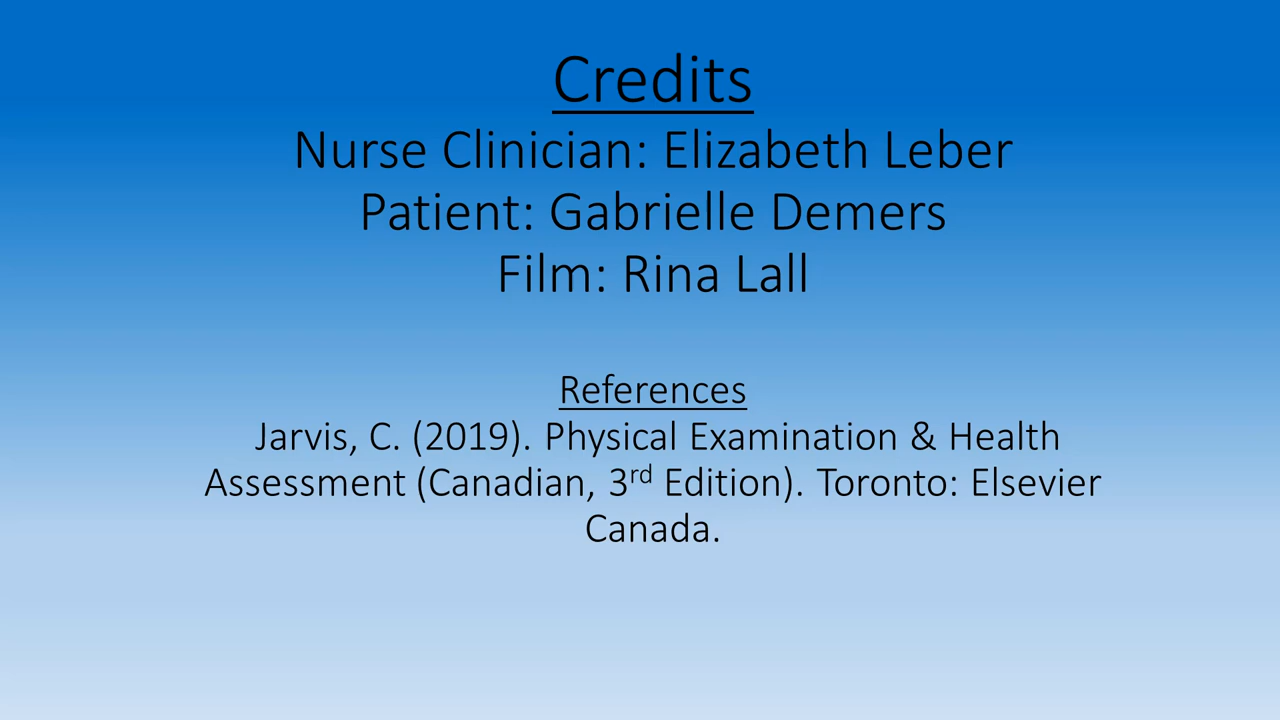 Credits
Nurse Clinician: Elizabeth Leber
Patient: Gabrielle Demers
Film: Rina Lall
References
Jarvis, C. (2019). Physical Examination & Health
Assessment (Canadian, 3rd Edition). Toronto: Elsevier
Canada.